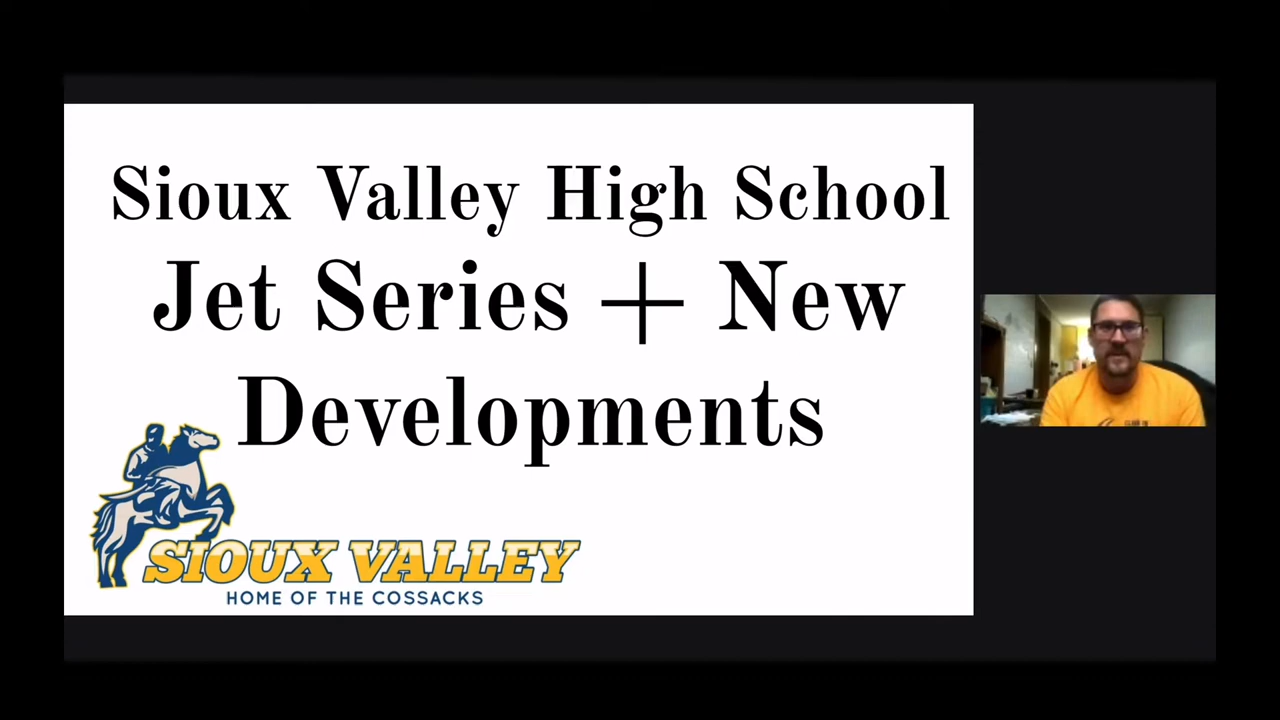 Sioux Valley High School
Jet Series + New
Developments
SIOUX VALLEY
HOME OF THE COSSACKS